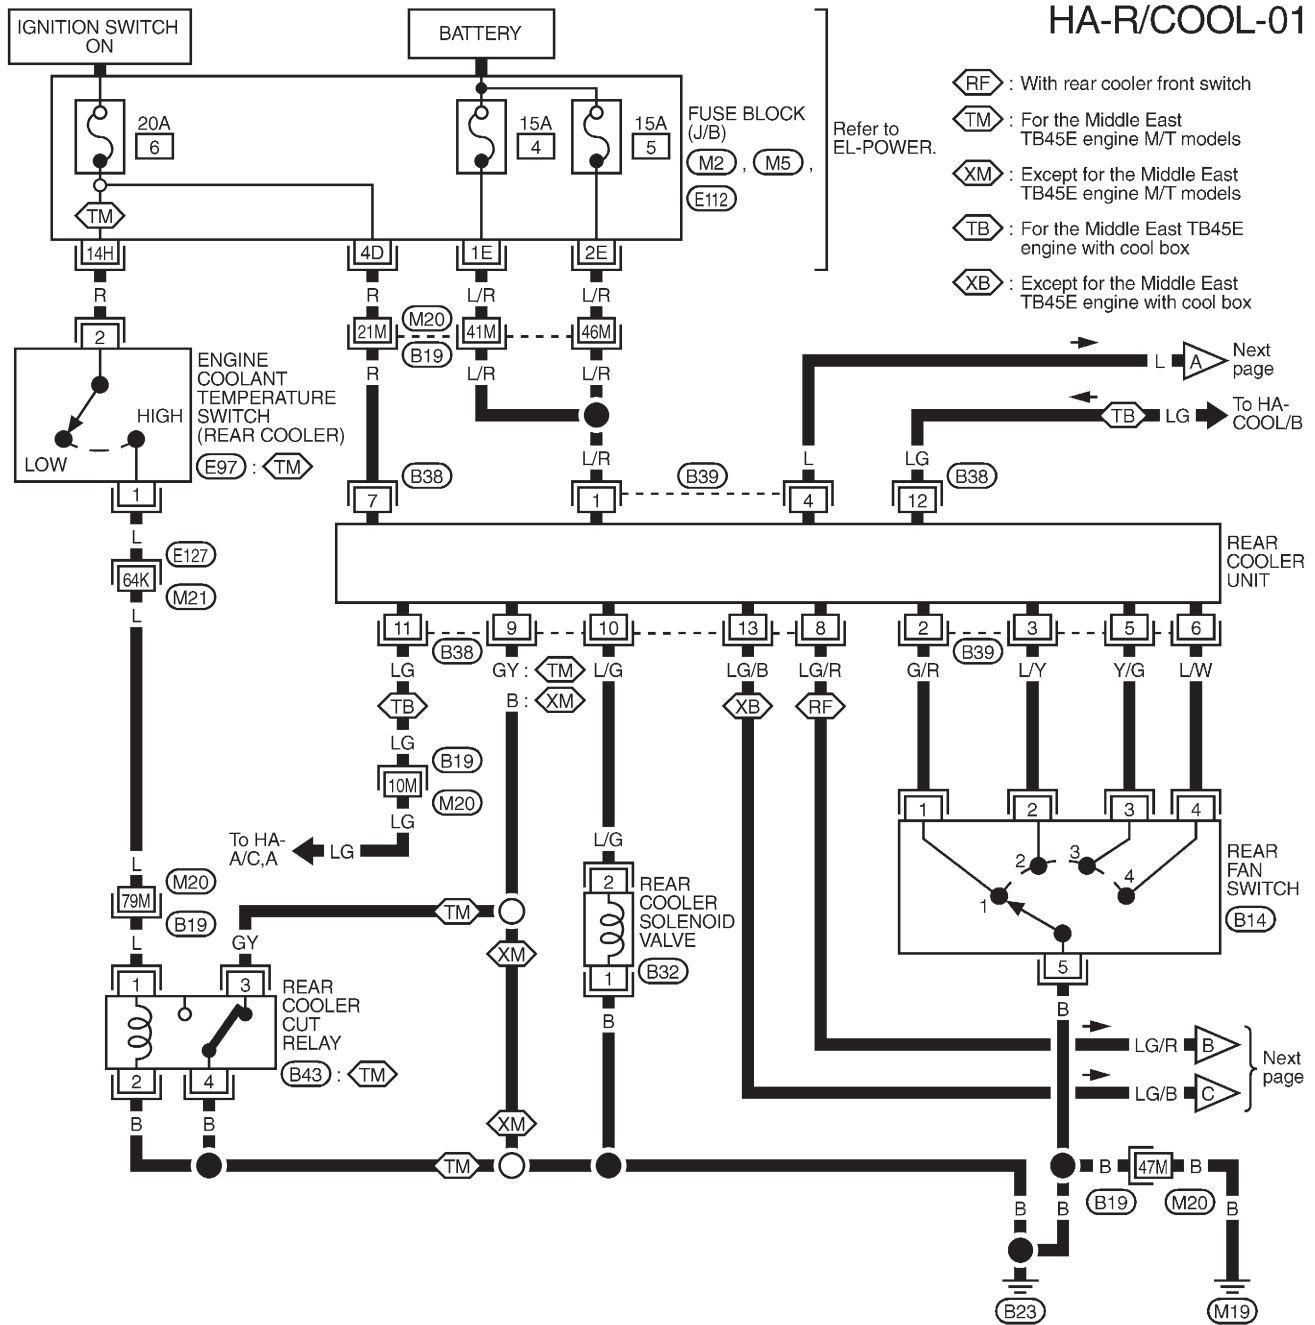 HA-R/COOL-01
IGNITION SWITCH
ON
BATTERY
20A
6
15A
4
15A
5
FUSE BLOCK
(J/B)
M2 , M5 ,
E112
Refer to
EL-POWER.
RF : With rear cooler front switch
TM : For the Middle East
TB45E engine M/T models
XM : Except for the Middle East
TB45E engine M/T models
TB : For the Middle East TB45E
engine with cool box
XB : Except for the Middle East
TB45E engine with cool box
TM
14H 4D 1E 2E
R R L/R L/R
21M M20 41M 46M
B19
R L/R L/R
2
ENGINE
COOLANT
TEMPERATURE
SWITCH
(REAR COOLER)
E97 : TM
HIGH
LOW
1
L
E127
64K
M21
L
L/R
L A Next
page
TB LG To HA-
COOL/B
L LG
B38 B39 B38
7 1 4 12
REAR
COOLER
UNIT
11 9 10 13 8 2 3 5 6
B38 B39
LG GY : TM L/G LG/B LG/R G/R L/Y Y/G L/W
TB B : XM XB RF
LG
B19
10M
M20
LG
To HA-
A/C,A
LG
L/G
2
REAR
COOLER
SOLENOID
VALVE
B32
1
B
1 2 3 4
1 2 3 4
REAR
FAN
SWITCH
B14
5
B
L
M20
79M
B19
L
GY
TM
XM
1 3
REAR
COOLER
CUT
RELAY
B43 : TM
2 4
B B
XM
TM
LG/R B
LG/B C
Next
page
B 47M B
B19 M20
B B B
B23 M19